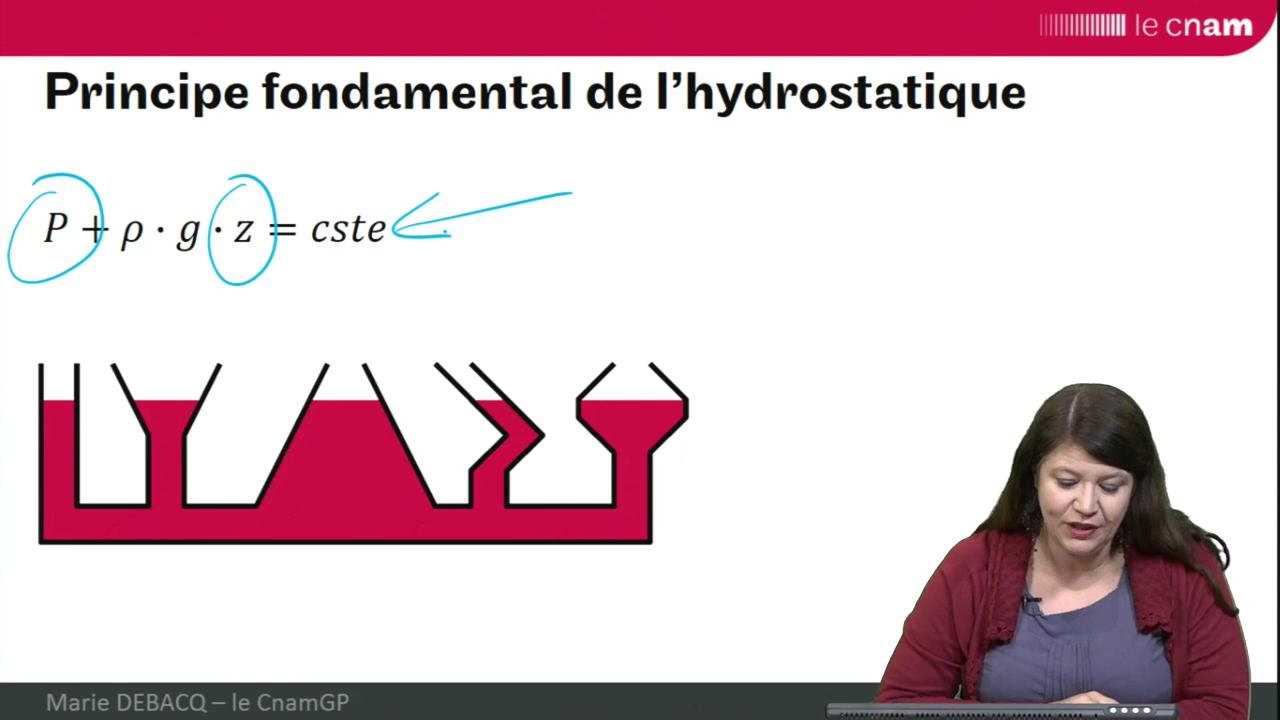 le cnam
Principe fondamental de l'hydrostatique
P + ρ · g · z = cste
Marie DEBACQ – le CnamGP